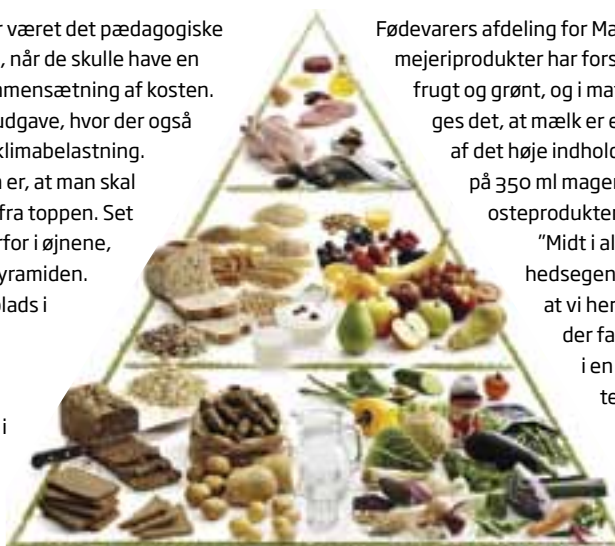 r været det pædagogiske
, når de skulle have en
mensætning af kosten.
udgave, hvor der også
klimabelastning.
er, at man skal
fra toppen. Set
rfor i øjnene,
yramiden.
lads i
i
Fødevarers afdeling for Ma
mejeriprodukter har fors
frugt og grønt, og i mat
ges det, at mælk er e
af det høje indhold
på 350 ml mager
osteprodukter
"Midt i al
hedsegen
at vi her
der fa
i en
te